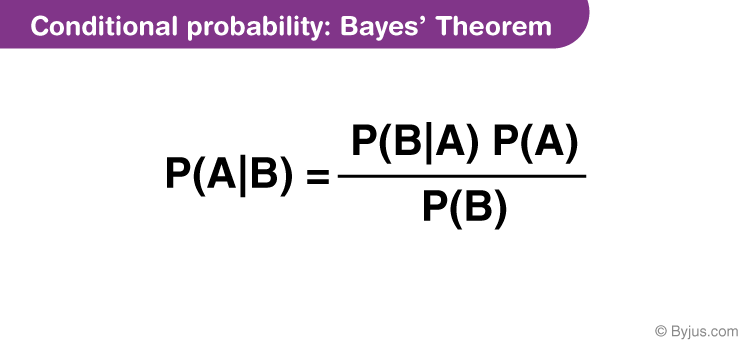 Conditional probability: Bayes’ Theorem
P(A|B) = P(B|A) P(A) / P(B)
© Byjus.com